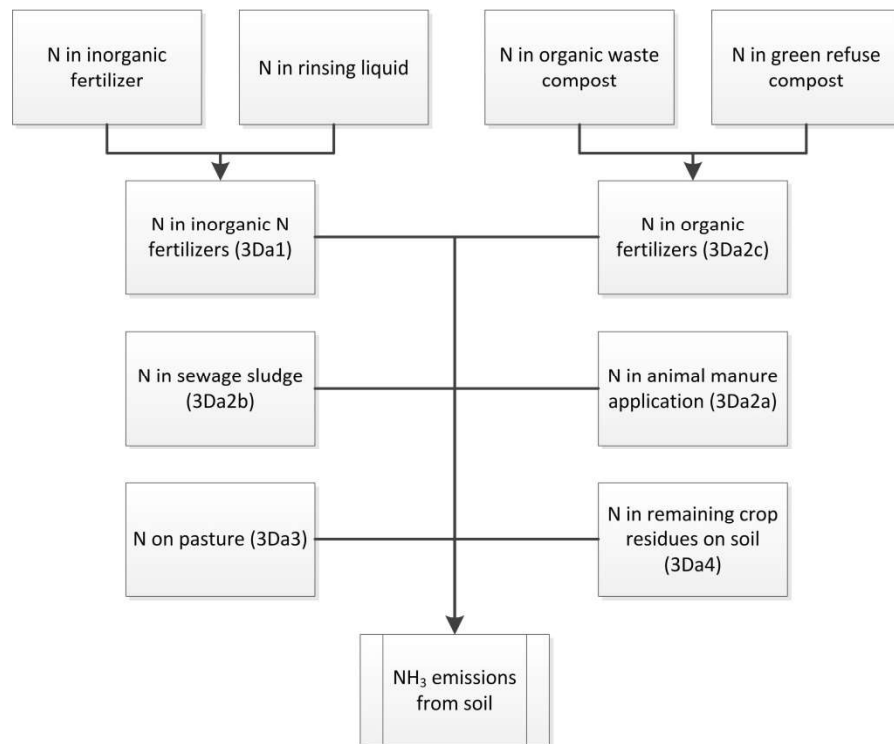 N in inorganic
fertilizer
N in rinsing liquid
N in organic waste
compost
N in green refuse
compost
N in inorganic N
fertilizers (3Da1)
N in organic
fertilizers (3Da2c)
N in sewage sludge
(3Da2b)
N in animal manure
application (3Da2a)
N on pasture (3Da3)
N in remaining crop
residues on soil
(3Da4)
NH₃ emissions
from soil